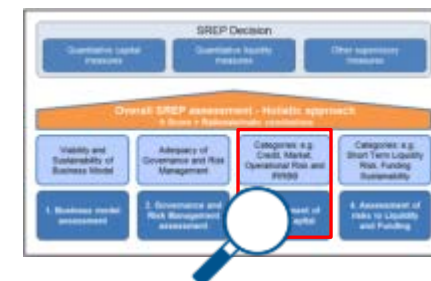 SREP Decision
Quantitative capital
measures
Quantitative liquidity
measures
Other supervisory
measures
Overall SREP assessment - Holistic approach
Viability and
Sustainability of
Business Model
Adequacy of
Governance and Risk
Management
Categories: e.g.
Credit, Market,
Operational Risk and
IRRBB
Categories: e.g.
Short Term Liquidity
Risk, Funding
Sustainability
1. Business model
assessment
2. Governance and
Risk Management
assessment
4. Assessment of
risks to Liquidity
and Funding